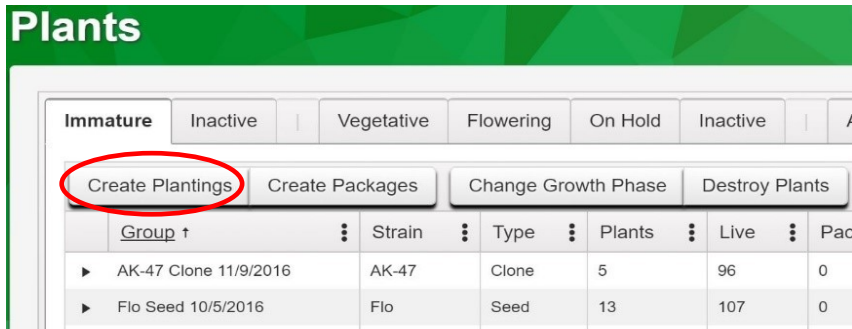 Plants
Immature Inactive | Vegetative Flowering On Hold Inactive | A
Create Plantings Create Packages Change Growth Phase Destroy Plants
Group ↑ Strain Type Plants Live Pac
AK-47 Clone 11/9/2016 AK-47 Clone 5 96 0
Flo Seed 10/5/2016 Flo Seed 13 107 0